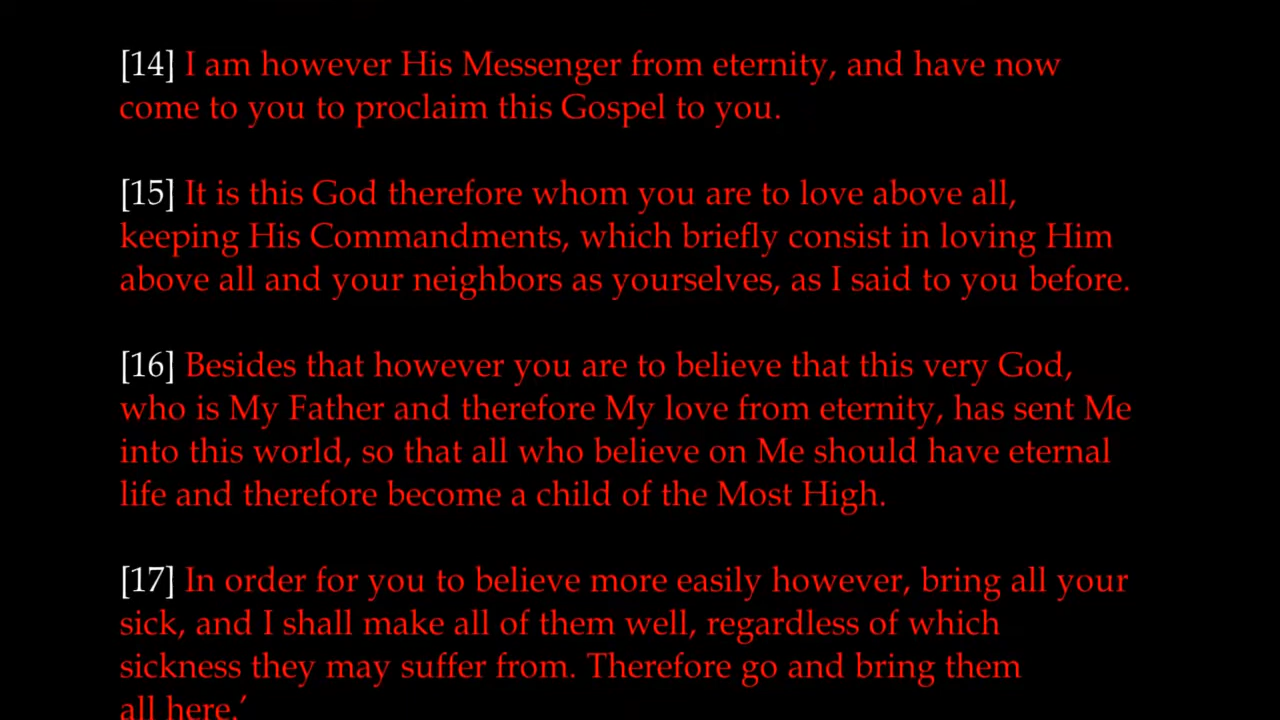 [14] I am however His Messenger from eternity, and have now
come to you to proclaim this Gospel to you.
[15] It is this God therefore whom you are to love above all,
keeping His Commandments, which briefly consist in loving Him
above all and your neighbors as yourselves, as I said to you before.
[16] Besides that however you are to believe that this very God,
who is My Father and therefore My love from eternity, has sent Me
into this world, so that all who believe on Me should have eternal
life and therefore become a child of the Most High.
[17] In order for you to believe more easily however, bring all your
sick, and I shall make all of them well, regardless of which
sickness they may suffer from. Therefore go and bring them
all here.’